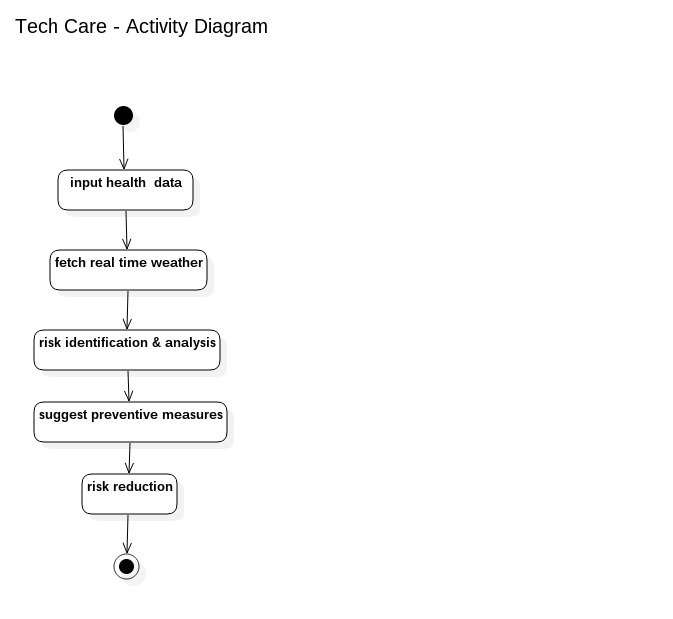 Tech Care - Activity Diagram
input health  data
fetch real time weather
risk identification & analysis
suggest preventive measures
risk reduction